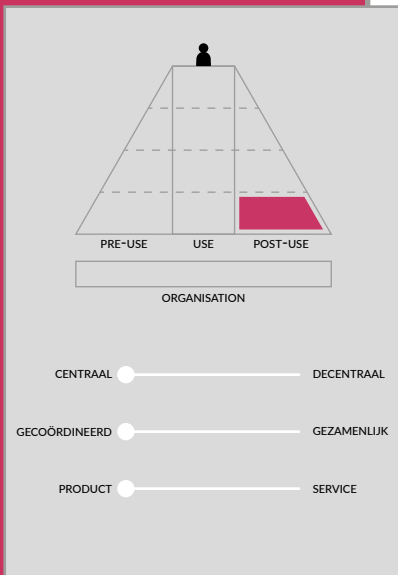 PRE-USE USE POST-USE
ORGANISATION
CENTRAAL DECENTRAAL
GECOÖRDINEERD GEZAMENLIJK
PRODUCT SERVICE